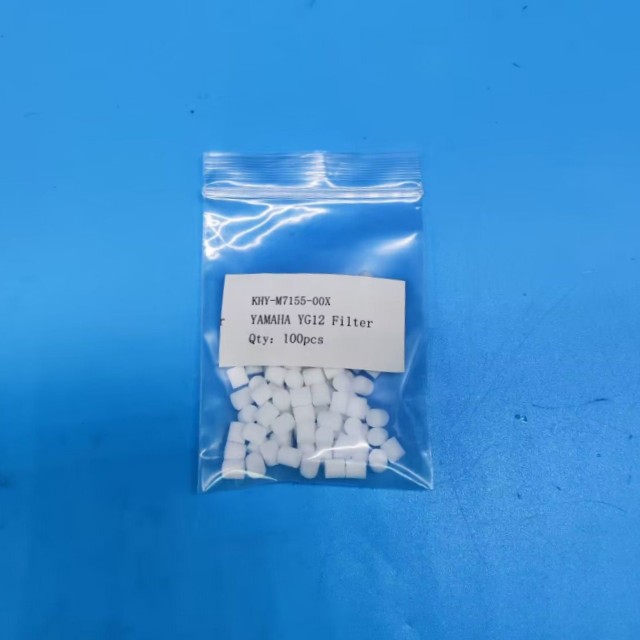 KHY-M7155-00X
YAMAHA YG12 Filter
Qty: 100pcs